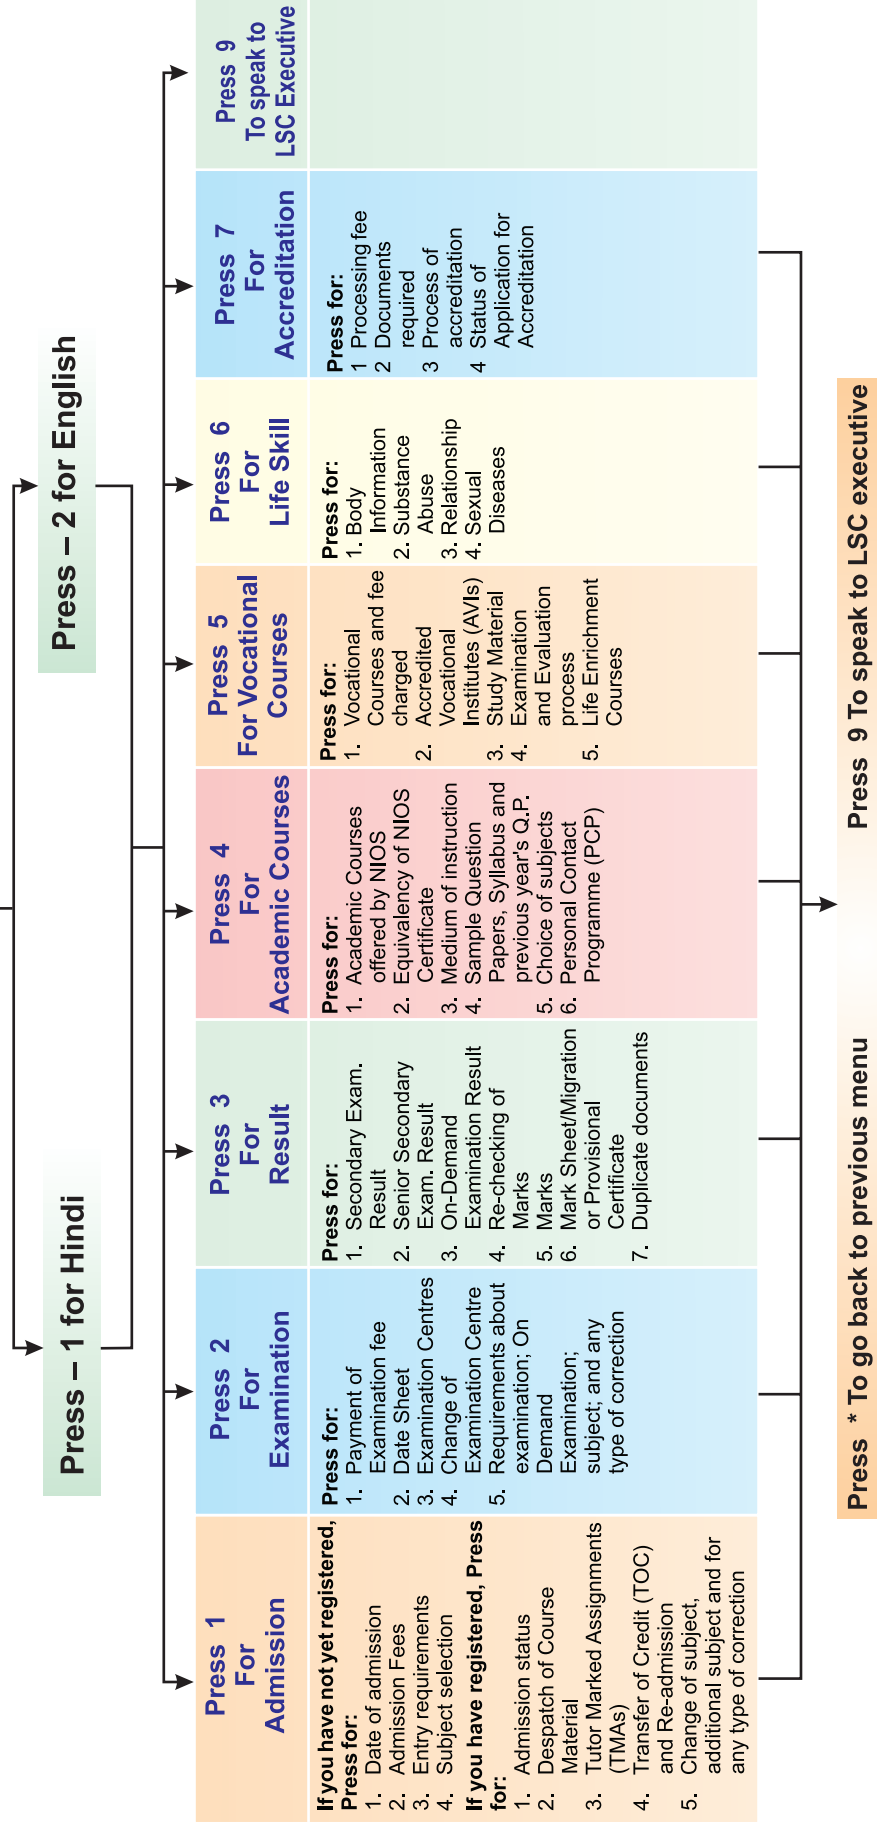 Press – 1 for Hindi
Press – 2 for English
Press 1
For
Admission
If you have not yet registered,
Press for:
1. Date of admission
2. Admission Fees
3. Entry requirements
4. Subject selection
If you have registered, Press
for:
1. Admission status
2. Despatch of Course
Material
3. Tutor Marked Assignments
(TMAs)
4. Transfer of Credit (TOC)
and Re-admission
5. Change of subject,
additional subject and for
any type of correction
Press 2
For
Examination
Press for:
1. Payment of
Examination fee
2. Date Sheet
3. Examination Centres
4. Change of
Examination Centre
5. Requirements about
examination; On
Demand
Examination;
subject; and any
type of correction
Press 3
For
Result
Press for:
1. Secondary Exam.
Result
2. Senior Secondary
Exam. Result
3. On-Demand
Examination Result
4. Re-checking of
Marks
5. Marks
6. Mark Sheet/Migration
or Provisional
Certificate
7. Duplicate documents
Press 4
For
Academic Courses
Press for:
1. Academic Courses
offered by NIOS
2. Equivalency of NIOS
Certificate
3. Medium of instruction
4. Sample Question
Papers, Syllabus and
previous year's Q.P.
5. Choice of subjects
6. Personal Contact
Programme (PCP)
Press 5
For Vocational
Courses
Press for:
1. Vocational
Courses and fee
charged
2. Accredited
Vocational
Institutes (AVIs)
3. Study Material
4. Examination
and Evaluation
process
5. Life Enrichment
Courses
Press 6
For
Life Skill
Press for:
1. Body
Information
2. Substance
Abuse
3. Relationship
4. Sexual
Diseases
Press 7
For
Accreditation
Press for:
1 Processing fee
2 Documents
required
3 Process of
accreditation
4 Status of
Application for
Accreditation
Press 9
To speak to
LSC Executive
Press * To go back to previous menu
Press 9 To speak to LSC executive